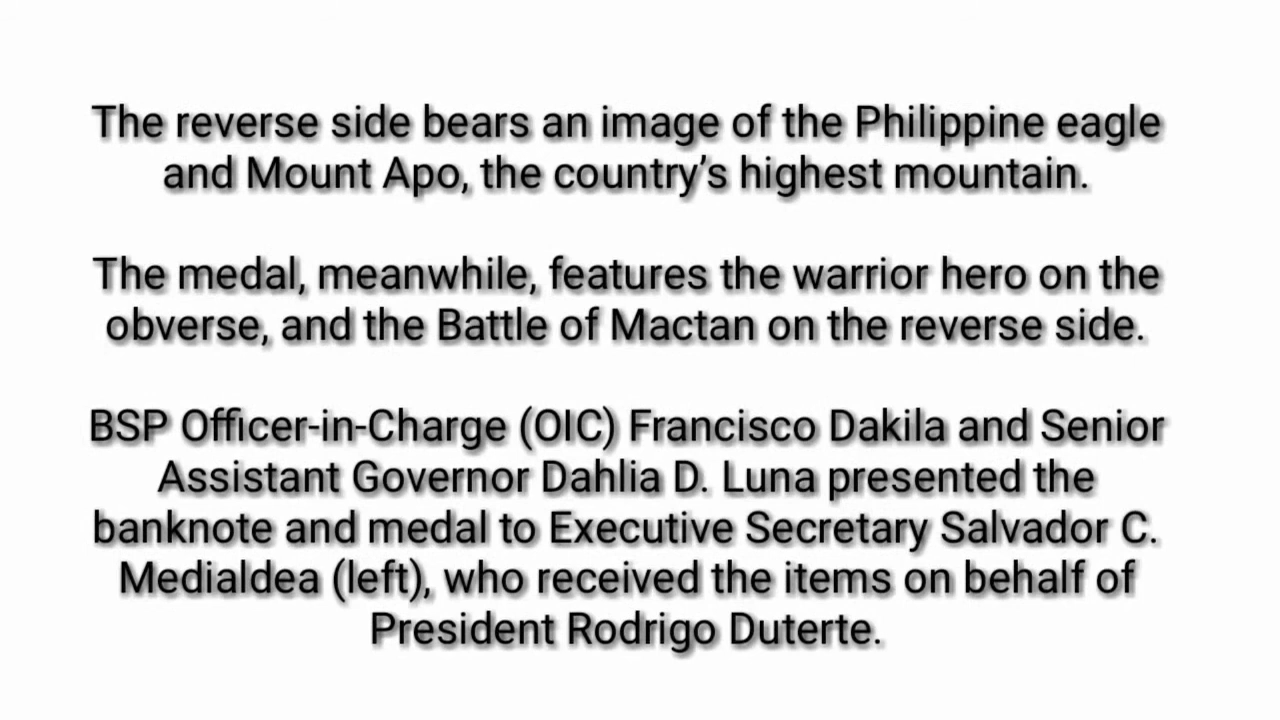 The reverse side bears an image of the Philippine eagle
and Mount Apo, the country’s highest mountain.
The medal, meanwhile, features the warrior hero on the
obverse, and the Battle of Mactan on the reverse side.
BSP Officer-in-Charge (OIC) Francisco Dakila and Senior
Assistant Governor Dahlia D. Luna presented the
banknote and medal to Executive Secretary Salvador C.
Medialdea (left), who received the items on behalf of
President Rodrigo Duterte.